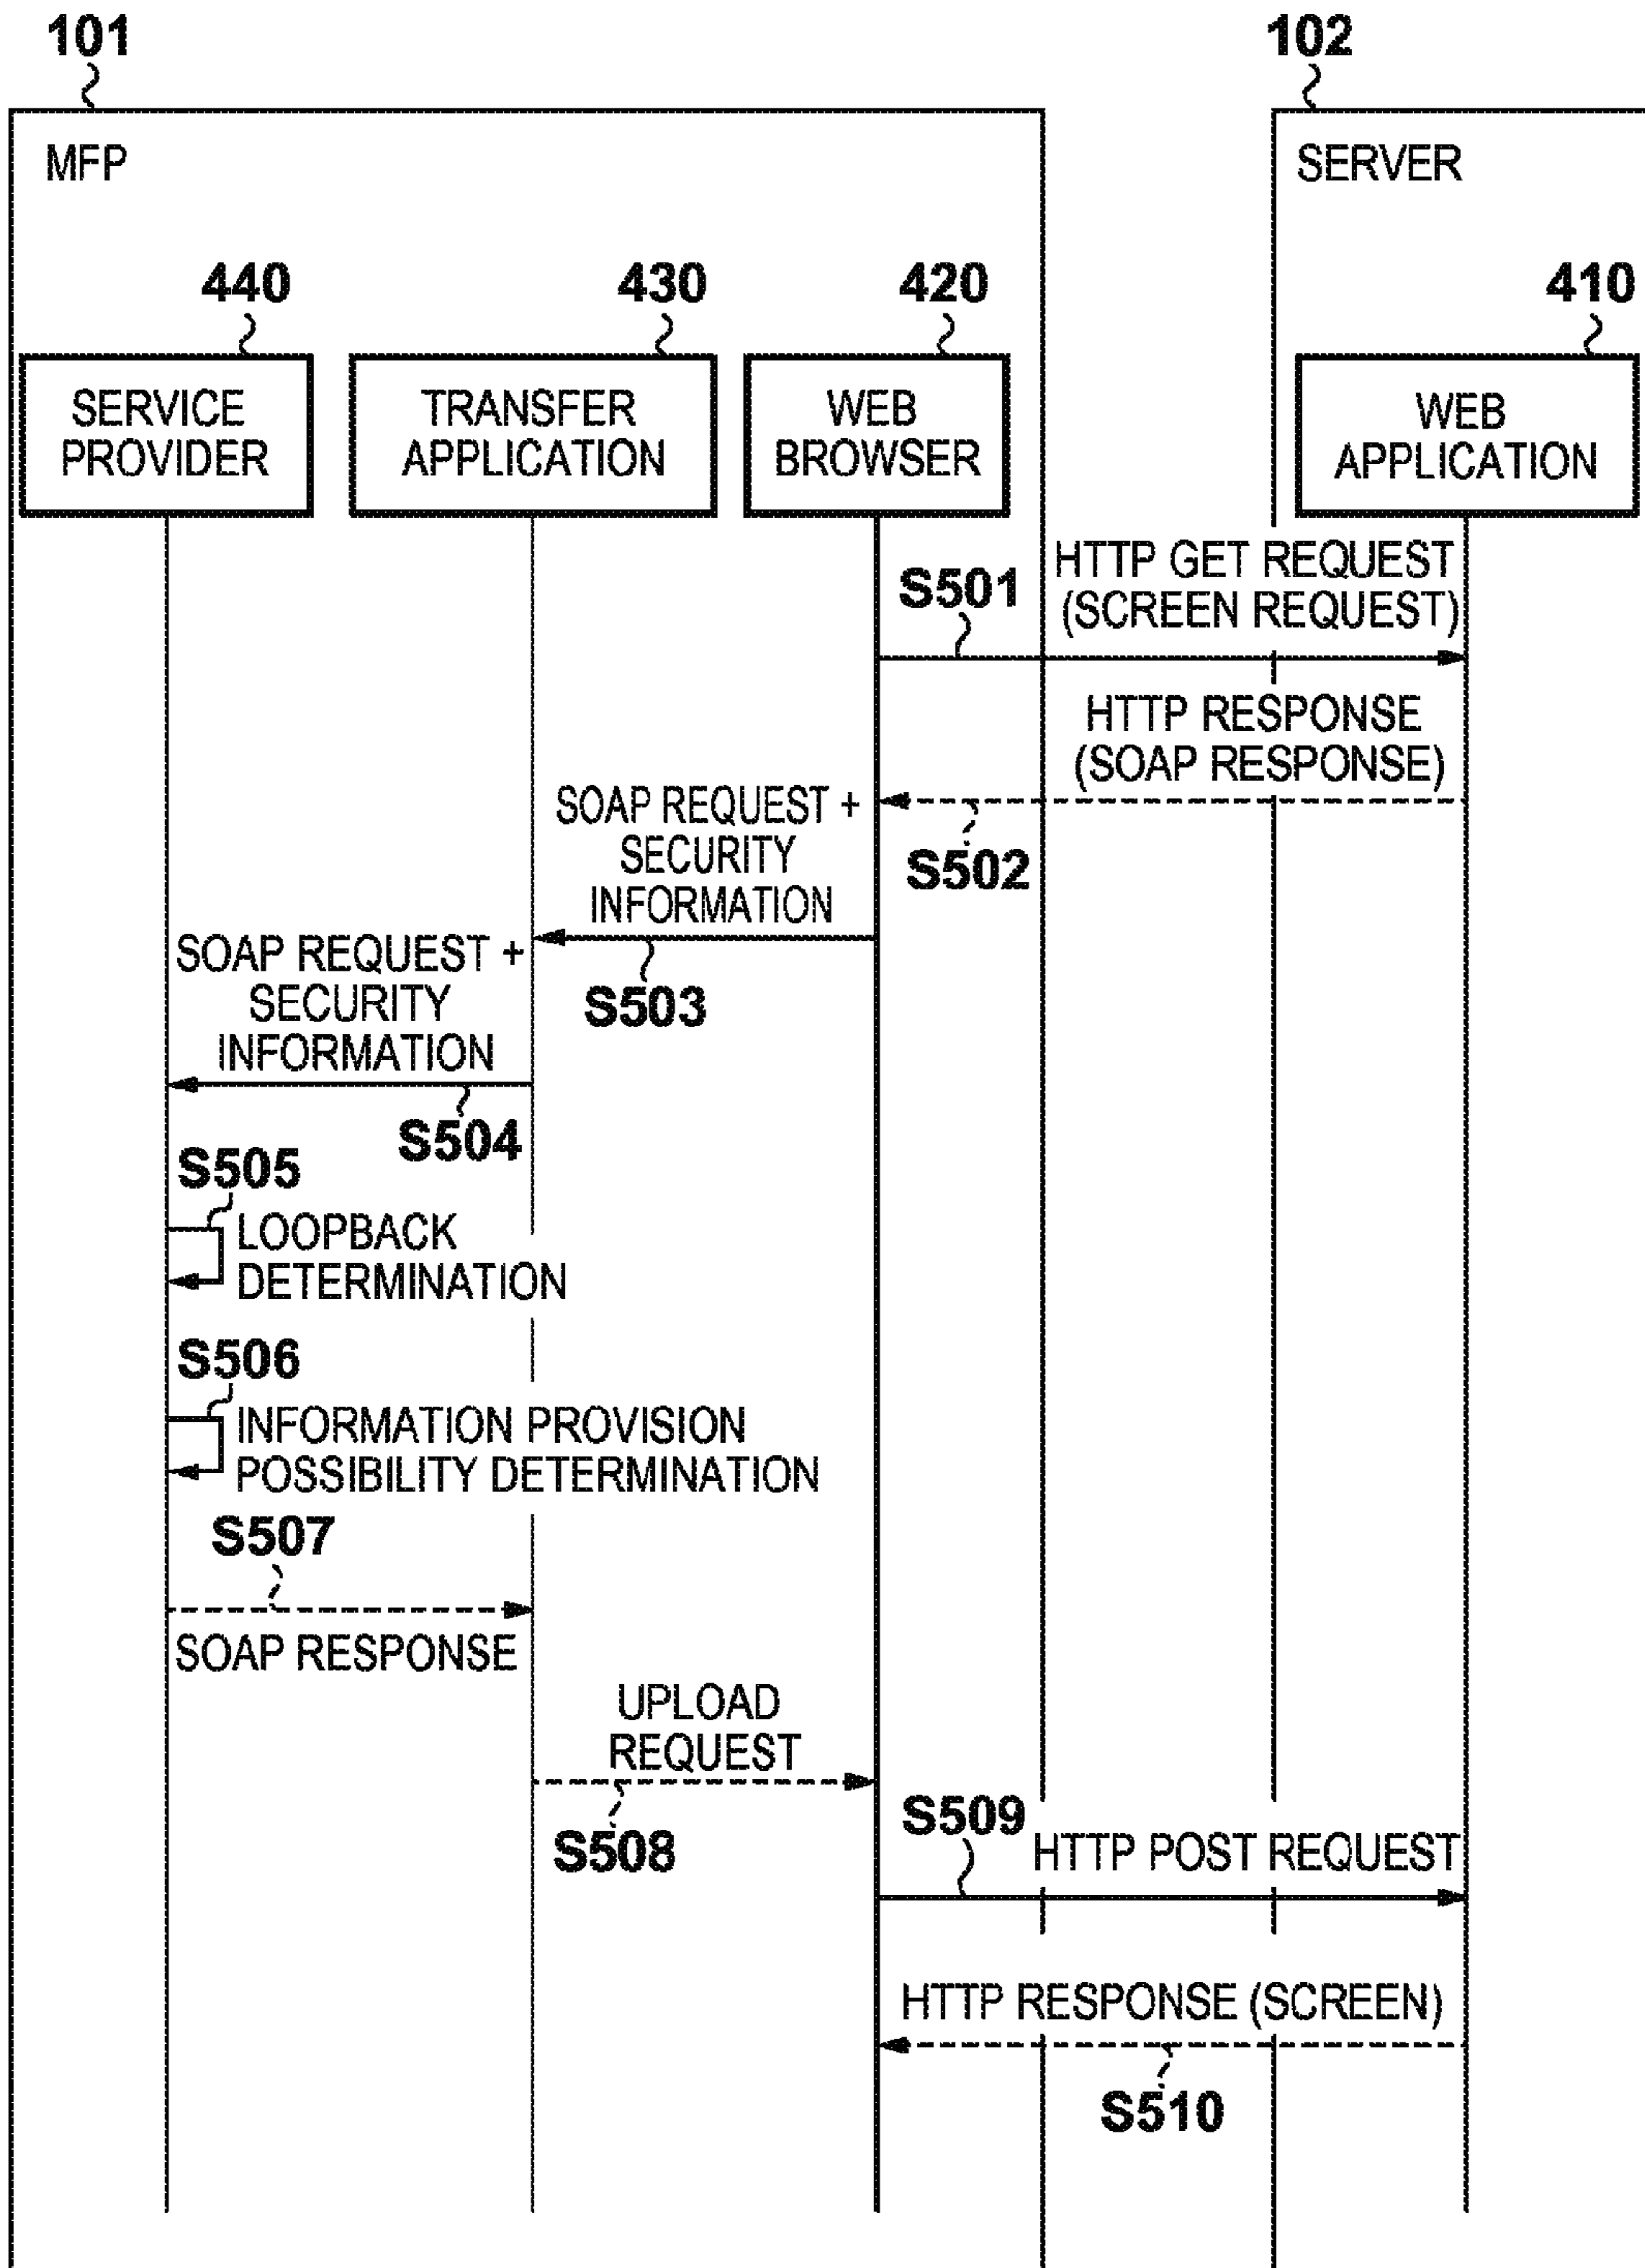 101
102
MFP
SERVER
440
430
420
410
SERVICE
PROVIDER
TRANSFER
APPLICATION
WEB
BROWSER
WEB
APPLICATION
HTTP GET REQUEST
(SCREEN REQUEST)
S501
HTTP RESPONSE
(SOAP RESPONSE)
S502
SOAP REQUEST +
SECURITY
INFORMATION
S503
SOAP REQUEST +
SECURITY
INFORMATION
S504
S505
LOOPBACK
DETERMINATION
S506
INFORMATION PROVISION
POSSIBILITY DETERMINATION
S507
SOAP RESPONSE
UPLOAD
REQUEST
S508
S509
HTTP POST REQUEST
HTTP RESPONSE (SCREEN)
S510